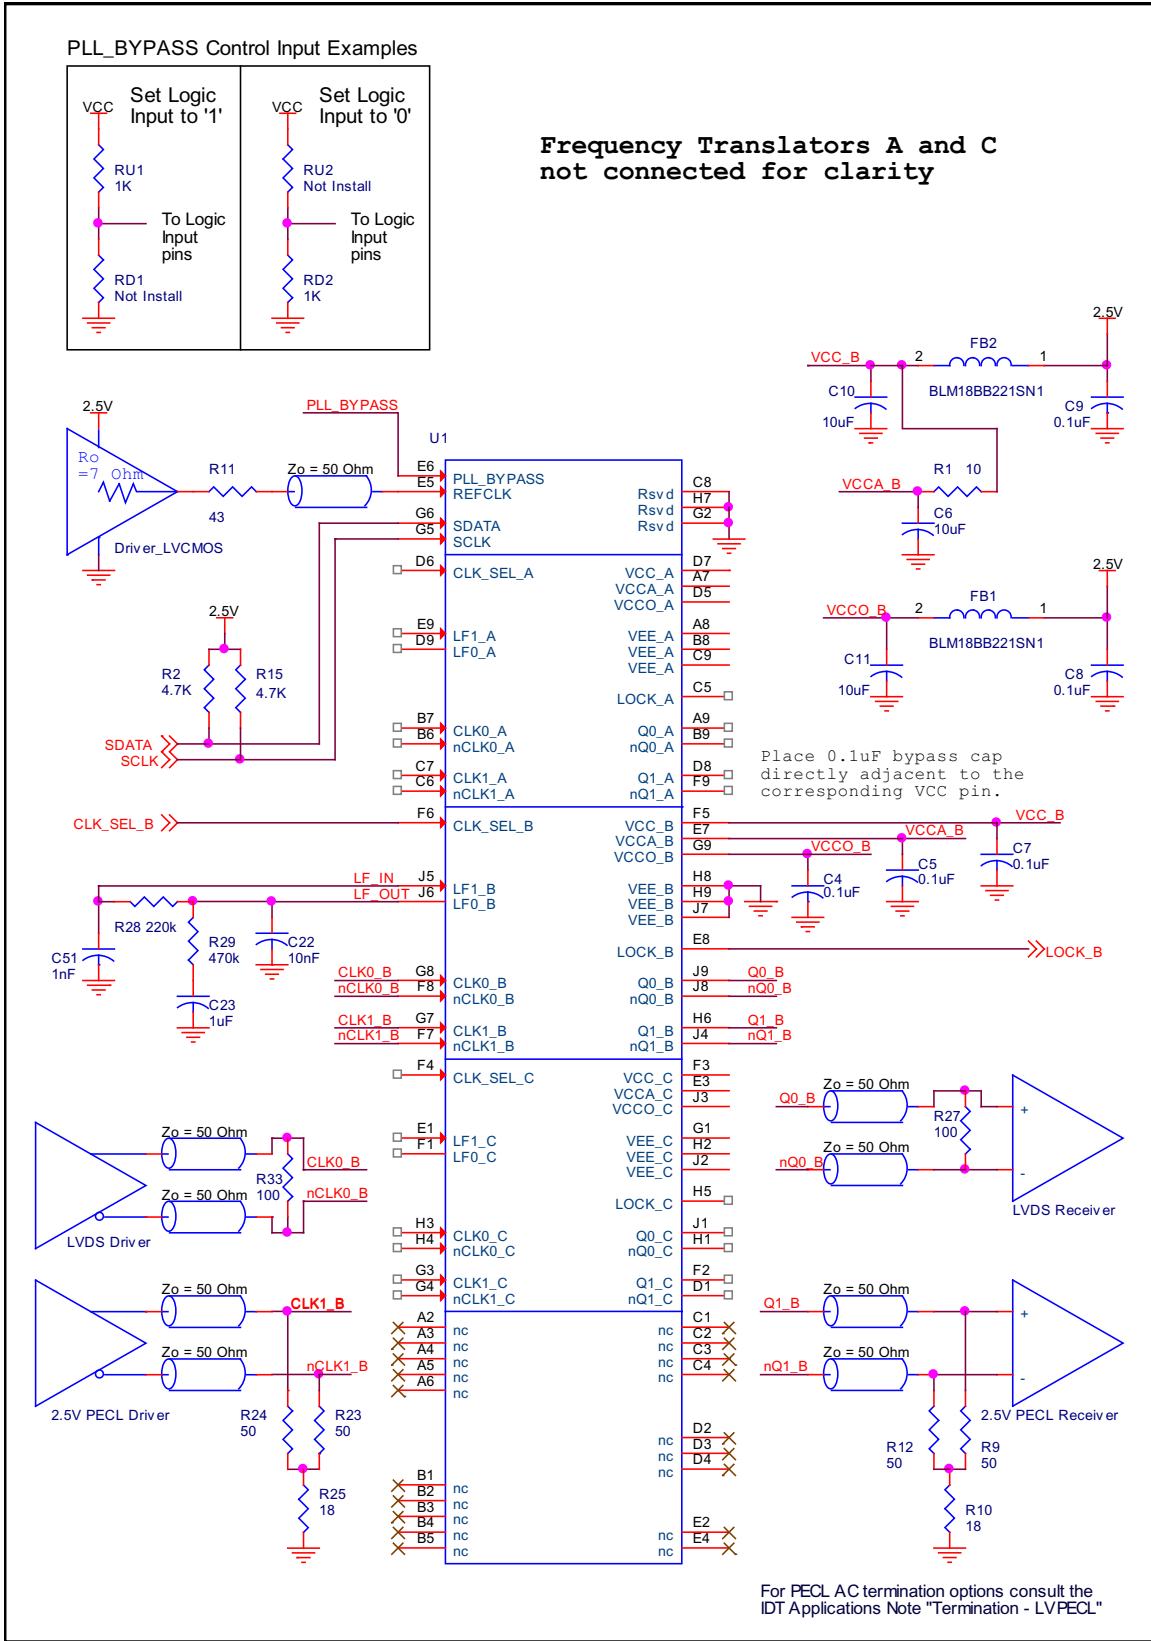 PLL_BYPASS Control Input Examples
VCC
Set Logic
Input to '1'
RU1
1K
To Logic
Input
pins
RD1
Not Install
VCC
Set Logic
Input to '0'
RU2
Not Install
To Logic
Input
pins
RD2
1K
Frequency Translators A and C
not connected for clarity
2.5V
FB2
VCC_B
2
1
BLM18BB221SN1
C10
10uF
C9
0.1uF
R1 10
VCCA_B
C6
10uF
2.5V
FB1
VCCO_B
2
1
BLM18BB221SN1
C11
10uF
C8
0.1uF
2.5V
Ro
=7 Ohm
R11
43
Zo = 50 Ohm
Driver_LVCMOS
PLL_BYPASS
U1
E6
PLL_BYPASS
E5
REFCLK
G6
SDATA
G5
SCLK
C8
Rsvd
H7
Rsvd
G2
Rsvd
D6
CLK_SEL_A
D7
VCC_A
A7
VCCA_A
D5
VCCO_A
E9
LF1_A
D9
LF0_A
A8
VEE_A
B8
VEE_A
C9
VEE_A
C5
LOCK_A
2.5V
R2
4.7K
R15
4.7K
SDATA
SCLK
B7
CLK0_A
B6
nCLK0_A
A9
Q0_A
B9
nQ0_A
C7
CLK1_A
C6
nCLK1_A
D8
Q1_A
F9
nQ1_A
Place 0.1uF bypass cap
directly adjacent to the
corresponding VCC pin.
CLK_SEL_B
F6
CLK_SEL_B
F5
VCC_B
E7
VCCA_B
G9
VCCO_B
VCC_B
VCCA_B
VCCO_B
C7
0.1uF
C5
0.1uF
C4
0.1uF
LF_IN
J5
LF1_B
LF_OUT
J6
LF0_B
H8
VEE_B
H9
VEE_B
J7
VEE_B
R28 220k
R29
470k
C22
10nF
C51
1nF
C23
1uF
E8
LOCK_B
LOCK_B
CLK0_B
G8
CLK0_B
nCLK0_B
F8
nCLK0_B
J9
Q0_B
Q0_B
J8
nQ0_B
nQ0_B
CLK1_B
G7
CLK1_B
nCLK1_B
F7
nCLK1_B
H6
Q1_B
Q1_B
J4
nQ1_B
nQ1_B
F4
CLK_SEL_C
F3
VCC_C
E3
VCCA_C
J3
VCCO_C
E1
LF1_C
F1
LF0_C
G1
VEE_C
H2
VEE_C
J2
VEE_C
H5
LOCK_C
H3
CLK0_C
H4
nCLK0_C
J1
Q0_C
H1
nQ0_C
G3
CLK1_C
G4
nCLK1_C
F2
Q1_C
D1
nQ1_C
Zo = 50 Ohm
Zo = 50 Ohm
R33
100
CLK0_B
nCLK0_B
LVDS Driver
Q0_B
Zo = 50 Ohm
nQ0_B
Zo = 50 Ohm
R27
100
+
-
LVDS Receiver
Zo = 50 Ohm
CLK1_B
Zo = 50 Ohm
nCLK1_B
2.5V PECL Driver
R24
50
R23
50
R25
18
Q1_B
Zo = 50 Ohm
nQ1_B
Zo = 50 Ohm
+
-
2.5V PECL Receiver
R12
50
R9
50
R10
18
A2
nc
A3
nc
A4
nc
A5
nc
A6
nc
C1
nc
C2
nc
C3
nc
C4
nc
D2
nc
D3
nc
D4
nc
B1
nc
B2
nc
B3
nc
B4
nc
B5
nc
E2
nc
E4
nc
For PECL AC termination options consult the
IDT Applications Note "Termination - LVPECL"